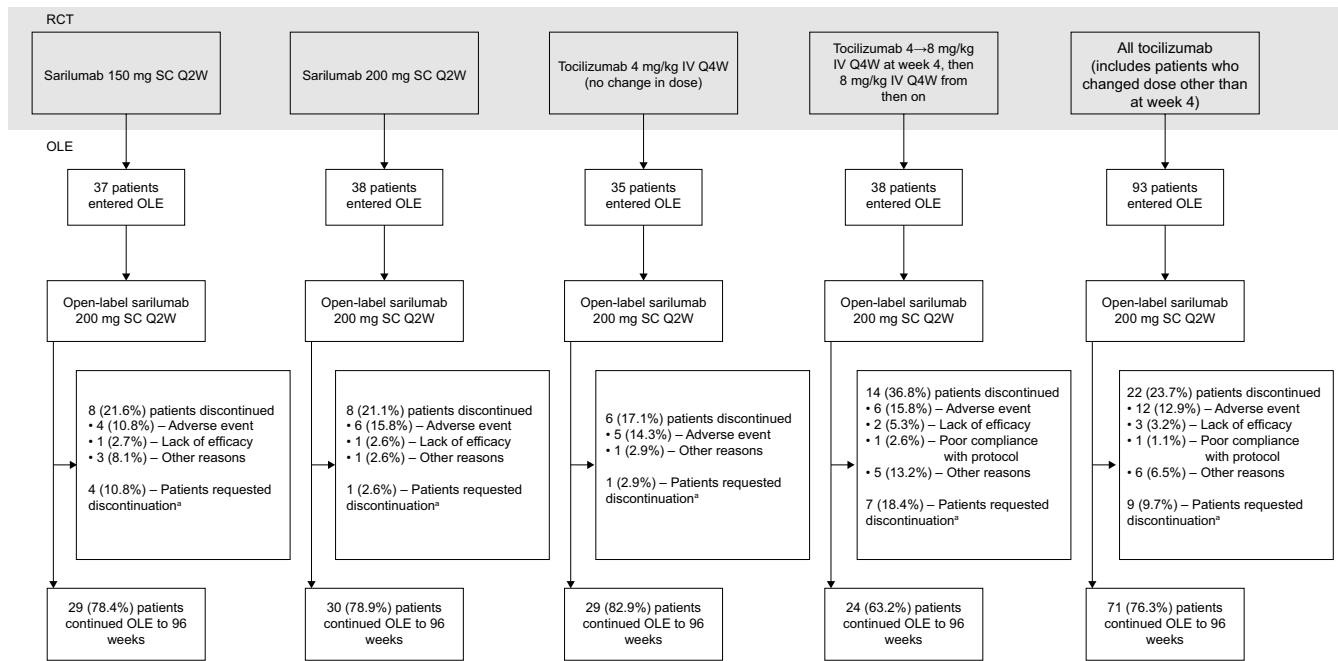 RCT
Sarilumab 150 mg SC Q2W
Sarilumab 200 mg SC Q2W
Tocilizumab 4 mg/kg IV Q4W
(no change in dose)
Tocilizumab 4→8 mg/kg
IV Q4W at week 4, then
8 mg/kg IV Q4W from
then on
All tocilizumab
(includes patients who
changed dose other than
at week 4)
OLE
37 patients
entered OLE
38 patients
entered OLE
35 patients
entered OLE
38 patients
entered OLE
93 patients
entered OLE
Open-label sarilumab
200 mg SC Q2W
Open-label sarilumab
200 mg SC Q2W
Open-label sarilumab
200 mg SC Q2W
Open-label sarilumab
200 mg SC Q2W
Open-label sarilumab
200 mg SC Q2W
8 (21.6%) patients discontinued
• 4 (10.8%) – Adverse event
• 1 (2.7%) – Lack of efficacy
• 3 (8.1%) – Other reasons
4 (10.8%) – Patients requested
discontinuationᵃ
8 (21.1%) patients discontinued
• 6 (15.8%) – Adverse event
• 1 (2.6%) – Lack of efficacy
• 1 (2.6%) – Other reasons
1 (2.6%) – Patients requested
discontinuationᵃ
6 (17.1%) patients discontinued
• 5 (14.3%) – Adverse event
• 1 (2.9%) – Other reasons
1 (2.9%) – Patients requested
discontinuationᵃ
14 (36.8%) patients discontinued
• 6 (15.8%) – Adverse event
• 2 (5.3%) – Lack of efficacy
• 1 (2.6%) – Poor compliance
with protocol
• 5 (13.2%) – Other reasons
7 (18.4%) – Patients requested
discontinuationᵃ
22 (23.7%) patients discontinued
• 12 (12.9%) – Adverse event
• 3 (3.2%) – Lack of efficacy
• 1 (1.1%) – Poor compliance
with protocol
• 6 (6.5%) – Other reasons
9 (9.7%) – Patients requested
discontinuationᵃ
29 (78.4%) patients
continued OLE to 96
weeks
30 (78.9%) patients
continued OLE to 96
weeks
29 (82.9%) patients
continued OLE to 96
weeks
24 (63.2%) patients
continued OLE to 96
weeks
71 (76.3%) patients
continued OLE to 96
weeks